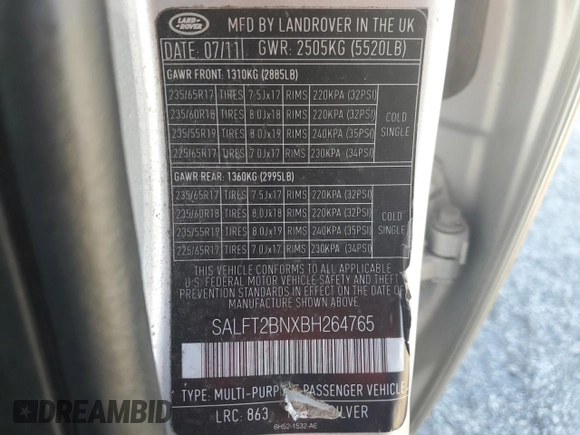 LAND ROVER
MFD BY LANDROVER IN THE UK
DATE: 07/11 GWR: 2505KG (5520LB)
GAWR FRONT: 1310KG (2885LB)
235/65R17 TIRES 7.5Jx17 RIMS 220KPA (32PSI)
235/60R18 TIRES 8.0Jx18 RIMS 220KPA (32PSI) COLD
235/55R19 TIRES 8.0Jx19 RIMS 240KPA (35PSI) SINGLE
225/65R17 TIRES 7.0Jx17 RIMS 230KPA (34PSI)
GAWR REAR: 1360KG (2995LB)
235/65R17 TIRES 7.5Jx17 RIMS 220KPA (32PSI)
235/60R18 TIRES 8.0Jx18 RIMS 220KPA (32PSI) COLD
235/55R19 TIRES 8.0Jx19 RIMS 240KPA (35PSI) SINGLE
225/65R17 TIRES 7.0Jx17 RIMS 230KPA (34PSI)
THIS VEHICLE CONFORMS TO ALL APPLICABLE
U.S. FEDERAL MOTOR VEHICLE SAFETY AND THEFT
PREVENTION STANDARDS IN EFFECT ON THE DATE OF
MANUFACTURE SHOWN ABOVE.
SALFT2BNXBH264765
TYPE: MULTI-PURPOSE PASSENGER VEHICLE
LRC: 863 LVER
6H52-1532-AE
FAXVIN